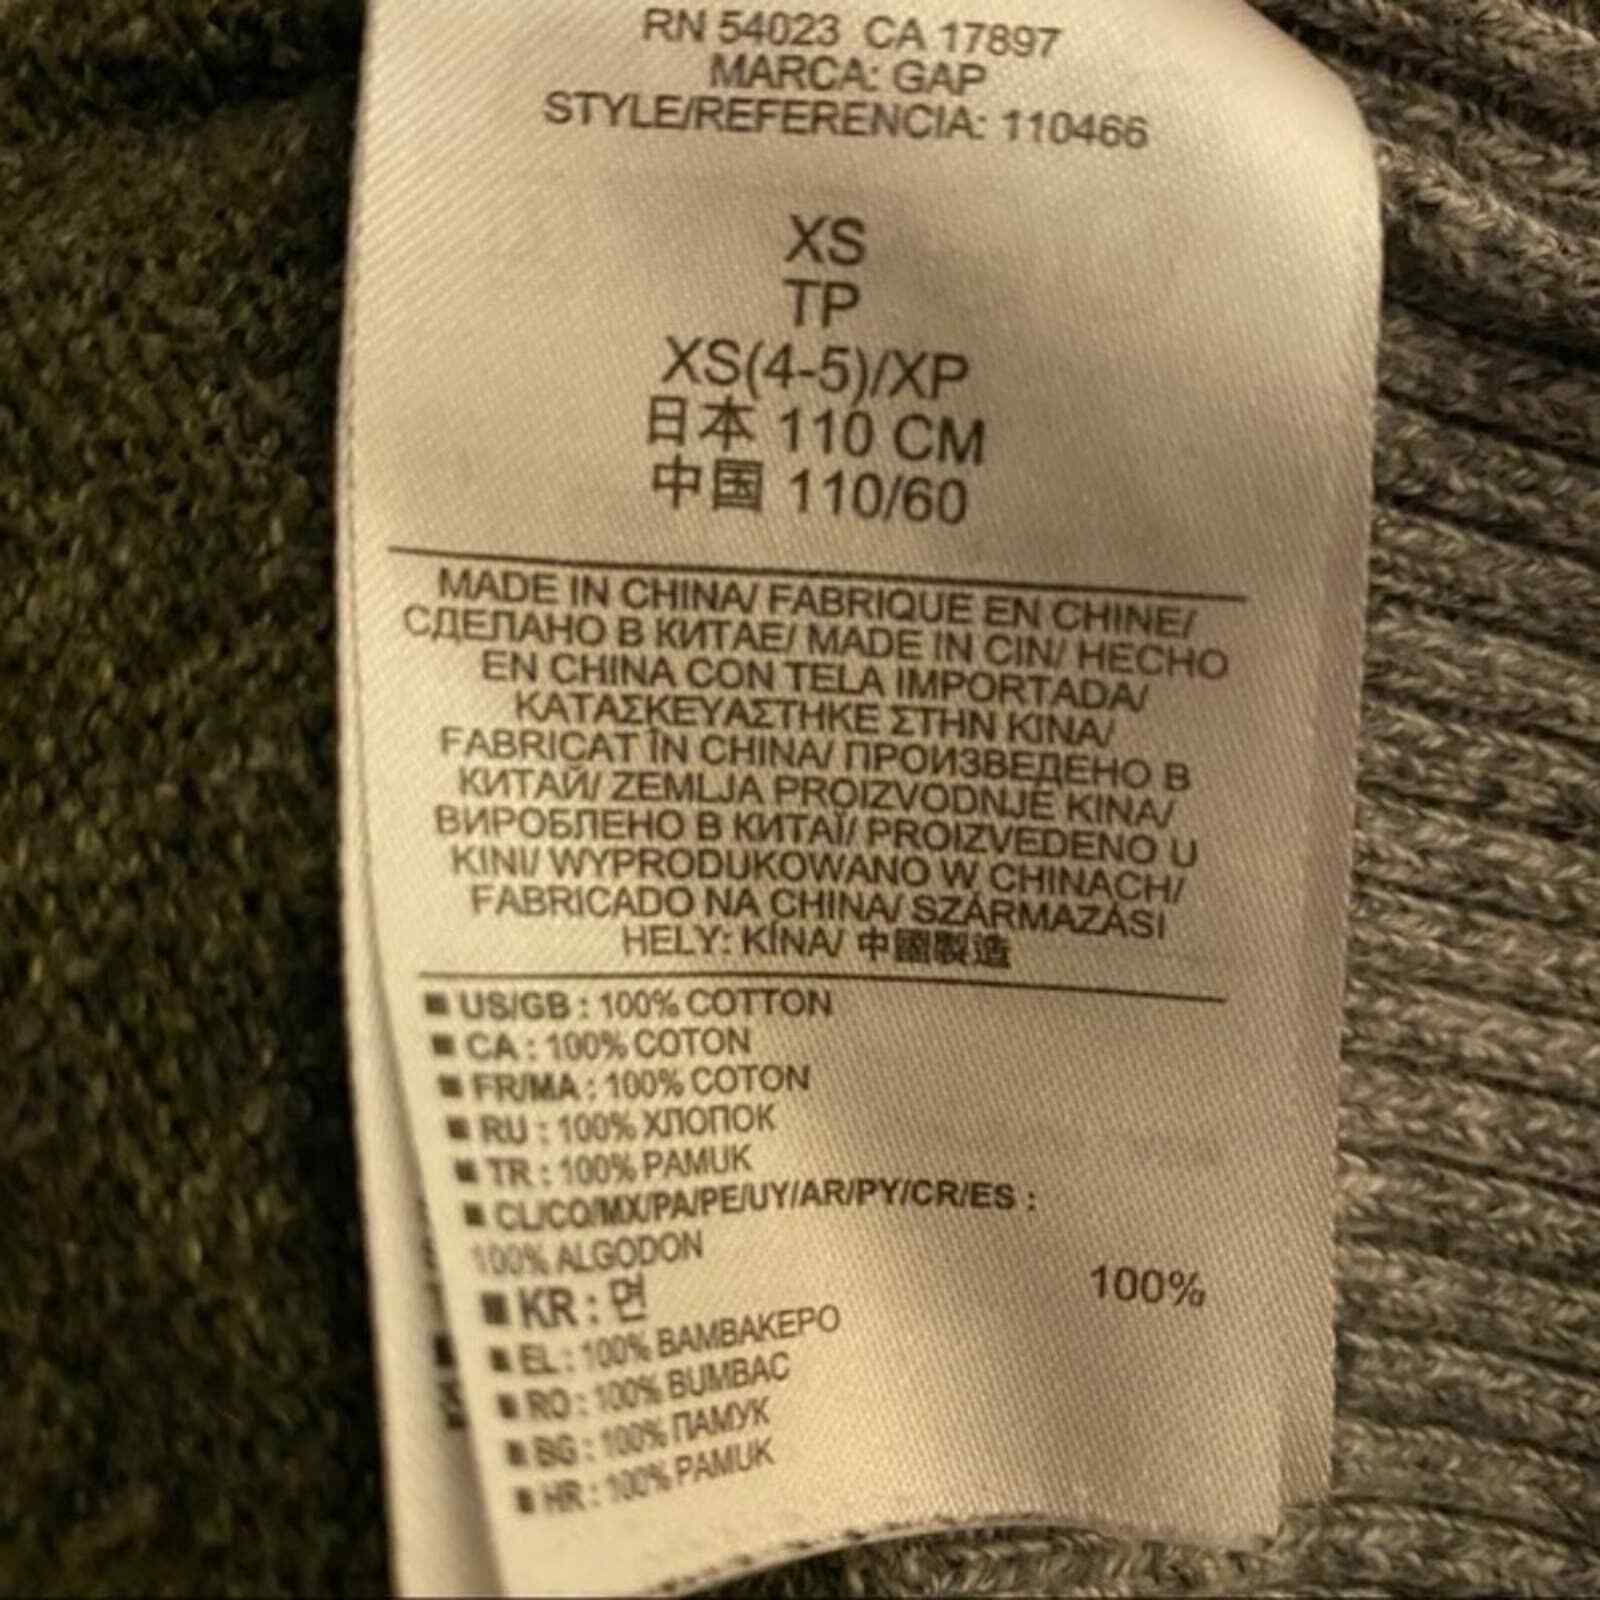 RN 54023 CA 17897
MARCA: GAP
STYLE/REFERENCIA: 110466
XS
TP
XS(4-5)/XP
日本 110 CM
中国 110/60
MADE IN CHINA/ FABRIQUE EN CHINE/
СДЕЛАНО В КИТАЕ/ MADE IN CIN/ HECHO
EN CHINA CON TELA IMPORTADA/
ΚΑΤΑΣΚΕΥΑΣΤΗΚΕ ΣΤΗΝ ΚΙΝΑ/
FABRICAT ÎN CHINA/ ПРОИЗВЕДЕНО В
КИТАЙ/ ZEMLJA PROIZVODNJE KINA/
ВИРОБЛЕНО В КИТАЇ/ PROIZVEDENO U
KINI/ WYPRODUKOWANO W CHINACH/
FABRICADO NA CHINA/ SZÁRMAZÁSI
HELY: KÍNA/ 中國製造
■ US/GB : 100% COTTON
■ CA : 100% COTON
■ FR/MA : 100% COTON
■ RU : 100% ХЛОПОК
■ TR : 100% PAMUK
■ CL/CO/MX/PA/PE/UY/AR/PY/CR/ES :
100% ALGODON
■ KR : 면 100%
■ EL : 100% ΒΑΜΒΑΚΕΡΟ
■ RO : 100% BUMBAC
■ BG : 100% ПАМУК
■ HR : 100% PAMUK